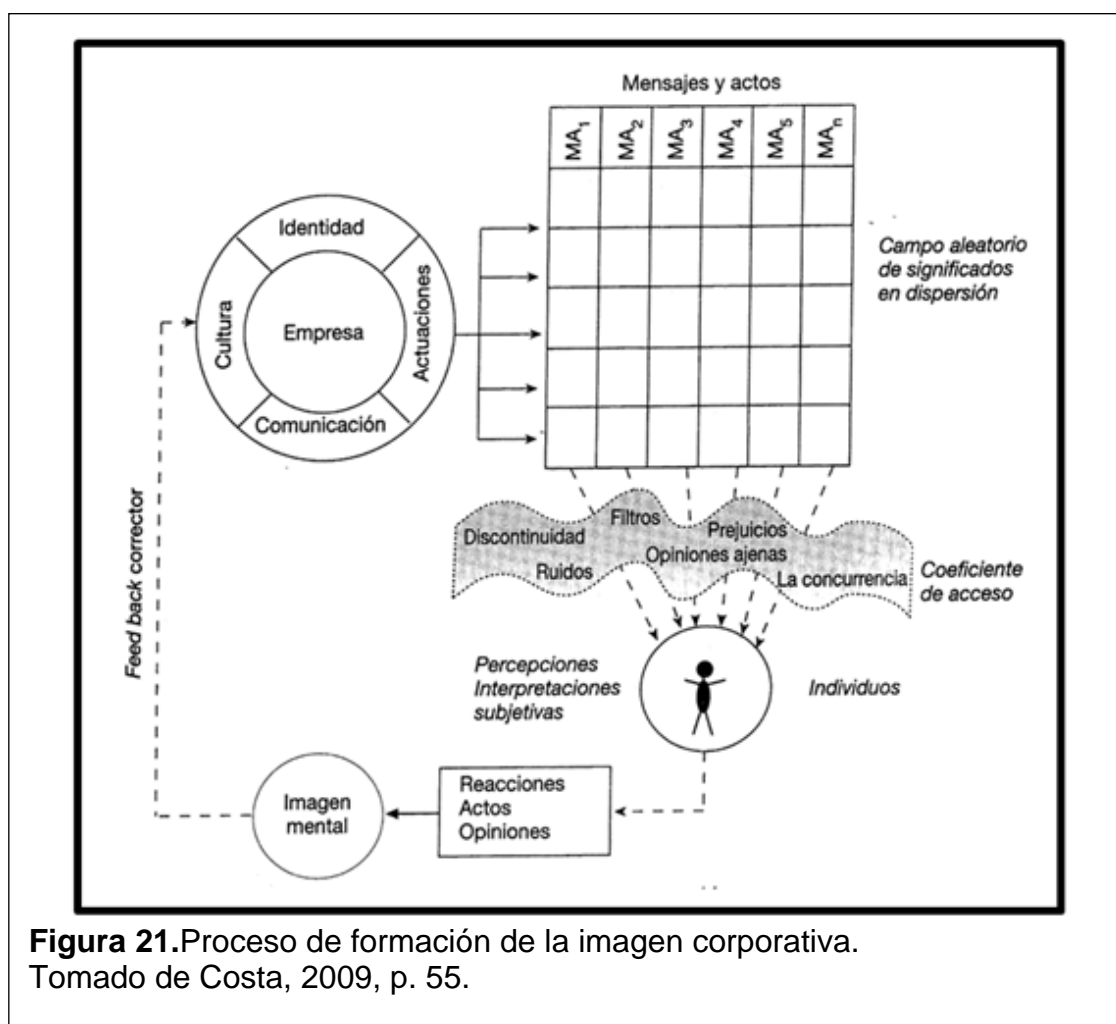 Mensajes y actos
MA1
MA2
MA3
MA4
MA5
MAn
Identidad
Cultura
Empresa
Actuaciones
Comunicación
Campo aleatorio
de significados
en dispersión
Feed back corrector
Discontinuidad
Filtros
Ruidos
Prejuicios
Opiniones ajenas
La concurrencia
Coeficiente
de acceso
Percepciones
Interpretaciones
subjetivas
Individuos
Imagen
mental
Reacciones
Actos
Opiniones
Figura 21.Proceso de formación de la imagen corporativa.
Tomado de Costa, 2009, p. 55.